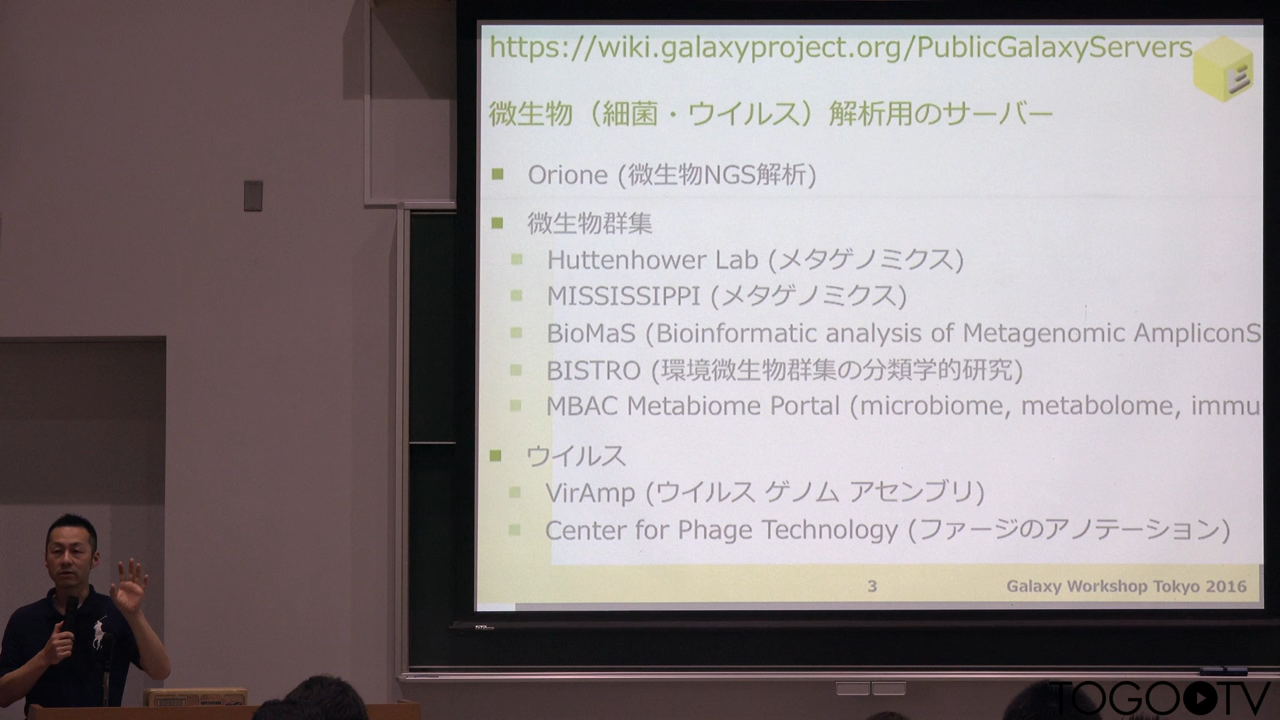 https://wiki.galaxyproject.org/PublicGalaxyServers
微生物（細菌・ウイルス）解析用のサーバー
Orione (微生物NGS解析)
微生物群集
Huttenhower Lab (メタゲノミクス)
MISSISSIPPI (メタゲノミクス)
BioMaS (Bioinformatic analysis of Metagenomic AmpliconS
BISTRO (環境微生物群集の分類学的研究)
MBAC Metabiome Portal (microbiome, metabolome, immu
ウイルス
VirAmp (ウイルス ゲノム アセンブリ)
Center for Phage Technology (ファージのアノテーション)
3 Galaxy Workshop Tokyo 2016
TOGO TV